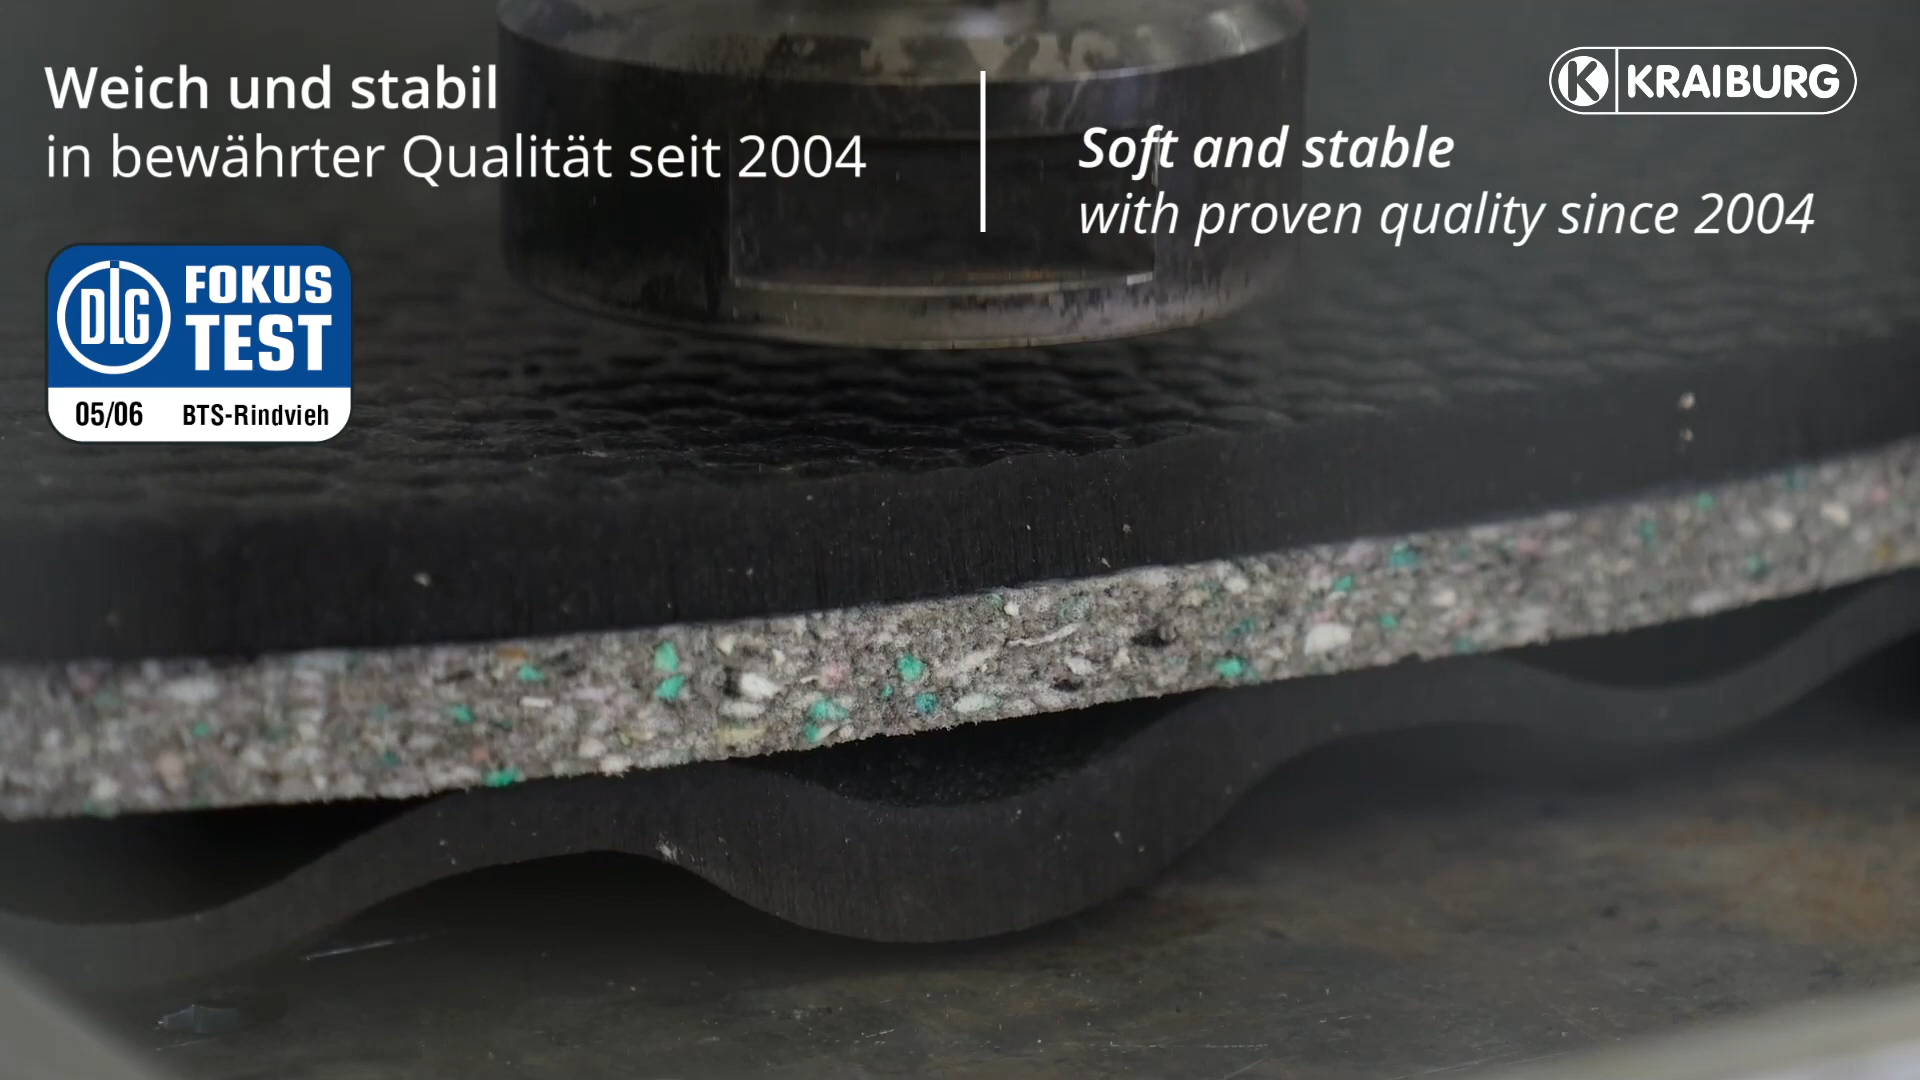 Weich und stabil
in bewährter Qualität seit 2004
Soft and stable
with proven quality since 2004
K KRAIBURG
DLG FOKUS
TEST
05/06 BTS-Rindvieh